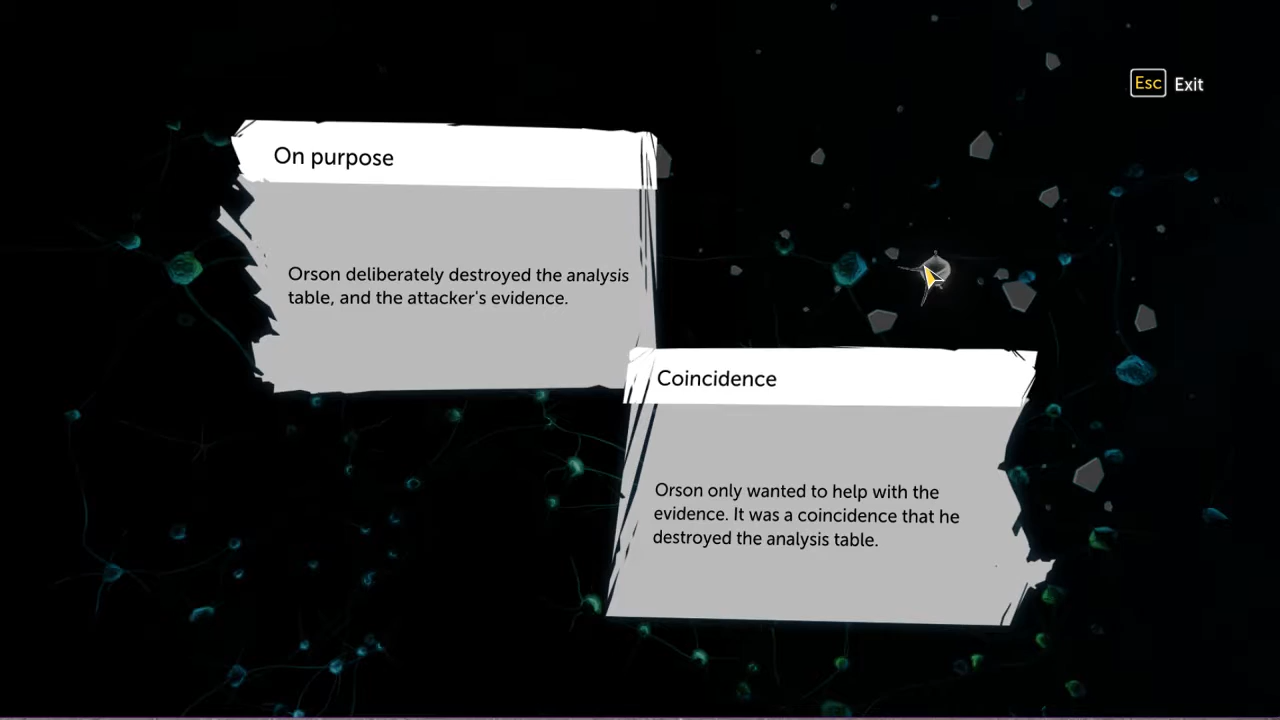 Esc Exit
On purpose
Orson deliberately destroyed the analysis
table, and the attacker's evidence.
Coincidence
Orson only wanted to help with the
evidence. It was a coincidence that he
destroyed the analysis table.